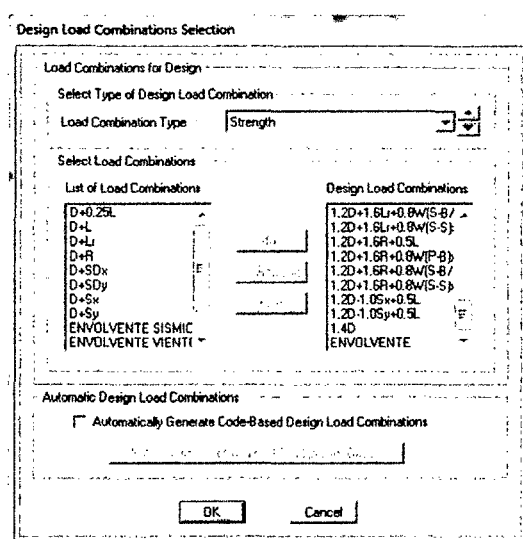 Design Load Combinations Selection
Load Combinations for Design
Select Type of Design Load Combination
Load Combination Type
Strength
Select Load Combinations
List of Load Combinations
D+0.25L
D+L
D+Lr
D+R
D+SDx
D+SDy
D+Sx
D+Sy
ENVOLVENTE SISMIC
ENVOLVENTE VIENT(
Design Load Combinations
1.2D+1.6Lr+0.8W(S-B/
1.2D+1.6Lr+0.8W(S-S):
1.2D+1.6R+0.5L
1.2D+1.6R+0.8W(P-B):
1.2D+1.6R+0.8W(S-B/
1.2D+1.6R+0.8W(S-S):
1.2D-1.0Sx+0.5L
1.2D-1.0Sy+0.5L
1.4D
ENVOLVENTE
Automatic Design Load Combinations
Automatically Generate Code-Based Design Load Combinations
OK
Cancel